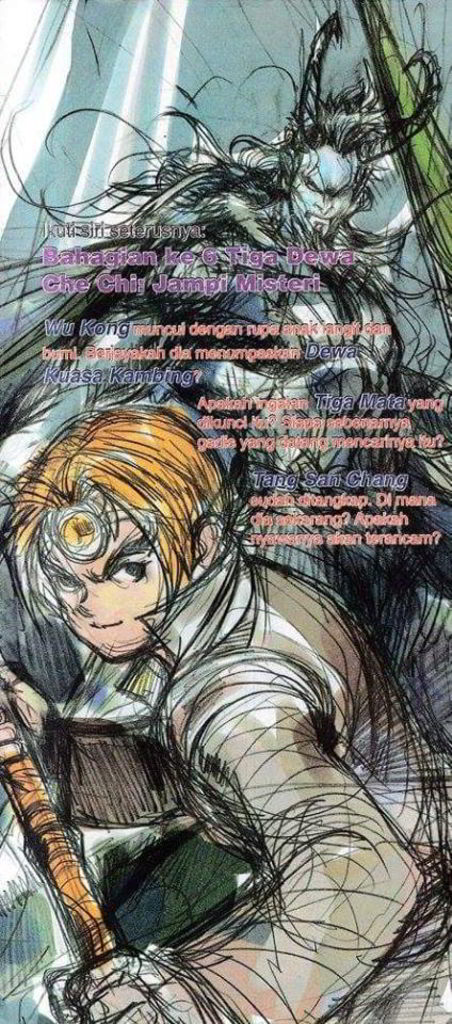 Ikuti siri seterusnya:
Bahagian ke 6 Tiga Dewa
Che Chi: Jampi Misteri
Wu Kong muncul dengan rupa anak langit dan
bumi. Berjayakah dia menumpaskan Dewa
Kuasa Kambing?
Apakah ingatan Tiga Mata yang
dikunci Ku? Siapa sebenarnya
gadis yang datang mencarinya itu?
Tang San Chang
sudah ditangkap. Di mana
dia sekarang? Apakah
nyawanya akan terancam?